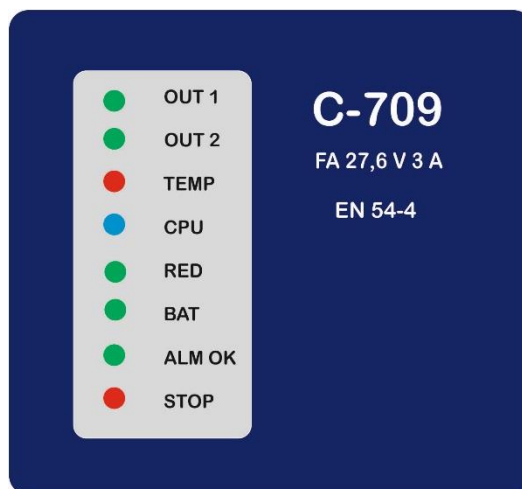 OUT 1
OUT 2
TEMP
CPU
RED
BAT
ALM OK
STOP
C-709
FA 27,6 V 3 A
EN 54-4